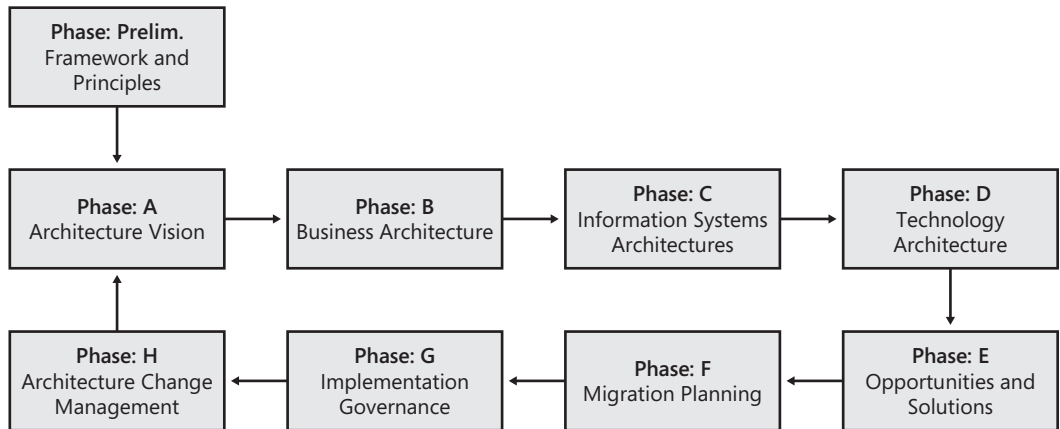 Phase: Prelim.
Framework and
Principles
Phase: A
Architecture Vision
Phase: B
Business Architecture
Phase: C
Information Systems
Architectures
Phase: D
Technology
Architecture
Phase: H
Architecture Change
Management
Phase: G
Implementation
Governance
Phase: F
Migration Planning
Phase: E
Opportunities and
Solutions